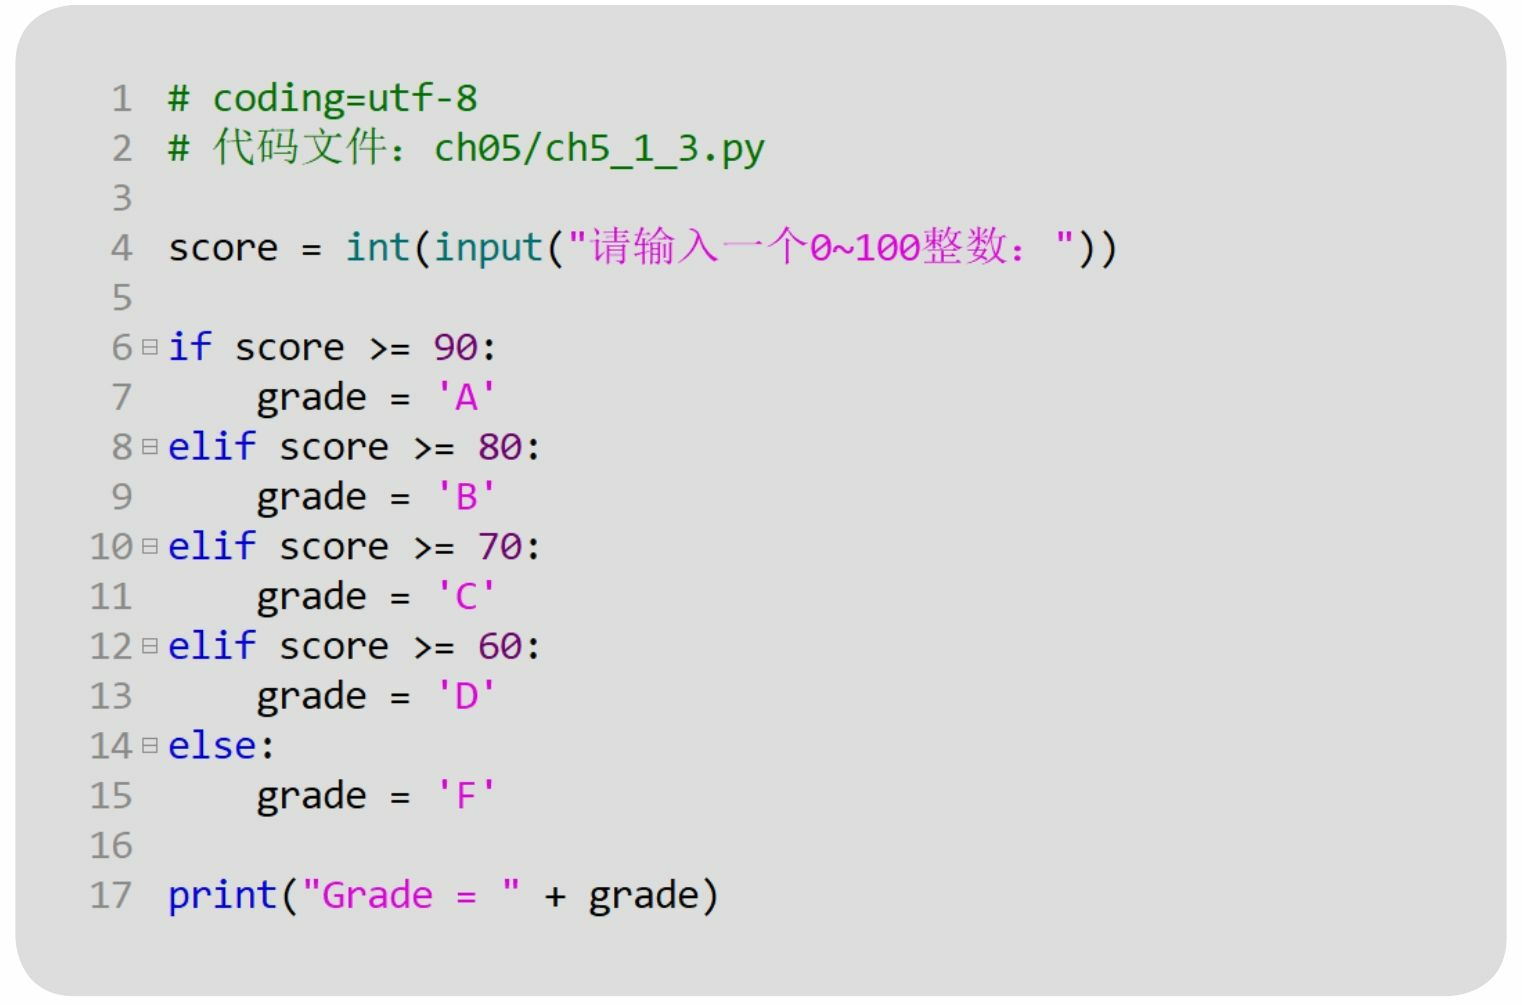 1 # coding=utf-8
2 # 代码文件：ch05/ch5_1_3.py
3
4 score = int(input("请输入一个0~100整数："))
5
6 if score >= 90:
7     grade = 'A'
8 elif score >= 80:
9     grade = 'B'
10 elif score >= 70:
11     grade = 'C'
12 elif score >= 60:
13     grade = 'D'
14 else:
15     grade = 'F'
16
17 print("Grade = " + grade)